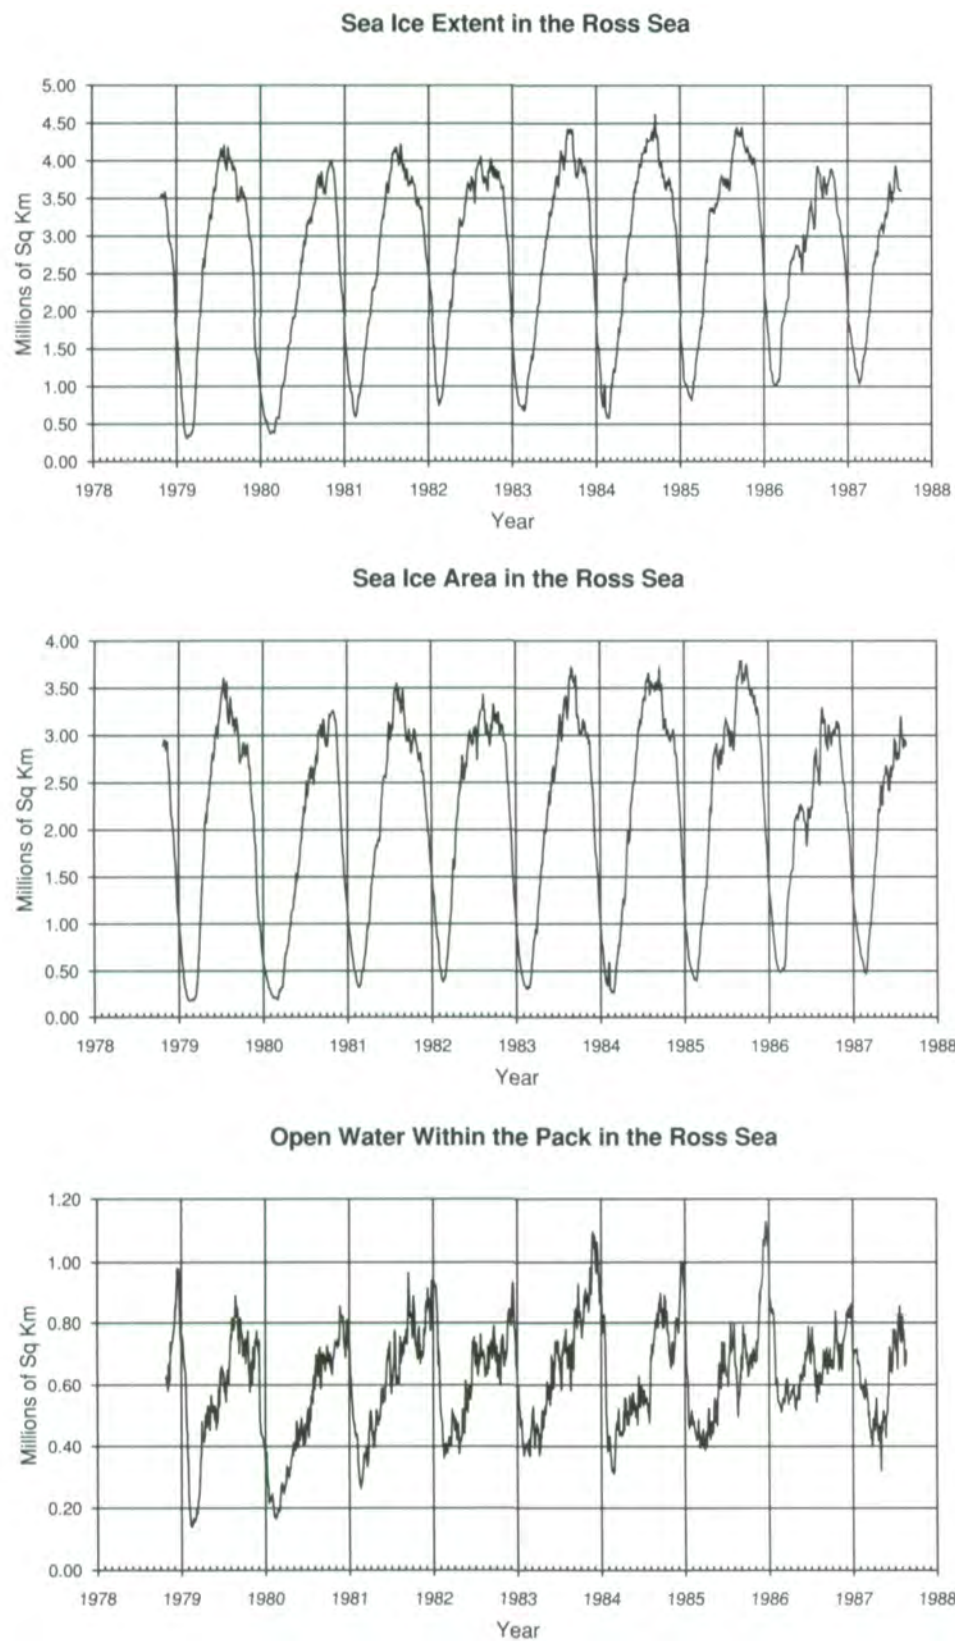 Sea Ice Extent in the Ross Sea
5.00
4.50
4.00
3.50
3.00
2.50
2.00
1.50
1.00
0.50
0.00
Millions of Sq Km
1978 1979 1980 1981 1982 1983 1984 1985 1986 1987 1988
Year
Sea Ice Area in the Ross Sea
4.00
3.50
3.00
2.50
2.00
1.50
1.00
0.50
0.00
Millions of Sq Km
1978 1979 1980 1981 1982 1983 1984 1985 1986 1987 1988
Year
Open Water Within the Pack in the Ross Sea
1.20
1.00
0.80
0.60
0.40
0.20
0.00
Millions of Sq Km
1978 1979 1980 1981 1982 1983 1984 1985 1986 1987 1988
Year